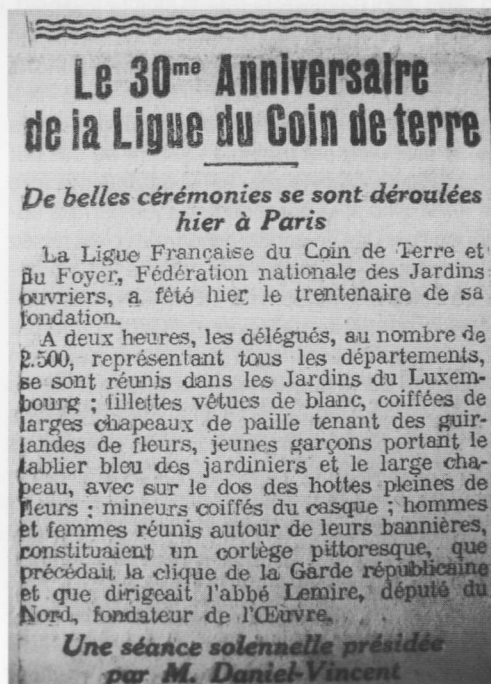 Le 30me Anniversaire
de la Ligue du Coin de terre
De belles cérémonies se sont déroulées
hier à Paris
La Ligue Française du Coin de Terre et
du Foyer, Fédération nationale des Jardins
ouvriers, a fêté hier le trentenaire de sa
fondation.
A deux heures, les délégués, au nombre de
2.500, représentant tous les départements,
se sont réunis dans les Jardins du Luxem-
bourg ; fillettes vêtues de blanc, coiffées de
larges chapeaux de paille tenant des guir-
landes de fleurs, jeunes garçons portant le
tablier bleu des jardiniers et le large cha-
peau, avec sur le dos des hottes pleines de
fleurs ; mineurs coiffés du casque ; hommes
et femmes réunis autour de leurs bannières,
constituaient un cortège pittoresque, que
précédait la clique de la Garde républicaine
et que dirigeait l'abbé Lemire, député du
Nord, fondateur de l'Œuvre.
Une séance solennelle présidée
par M. Daniel-Vincent